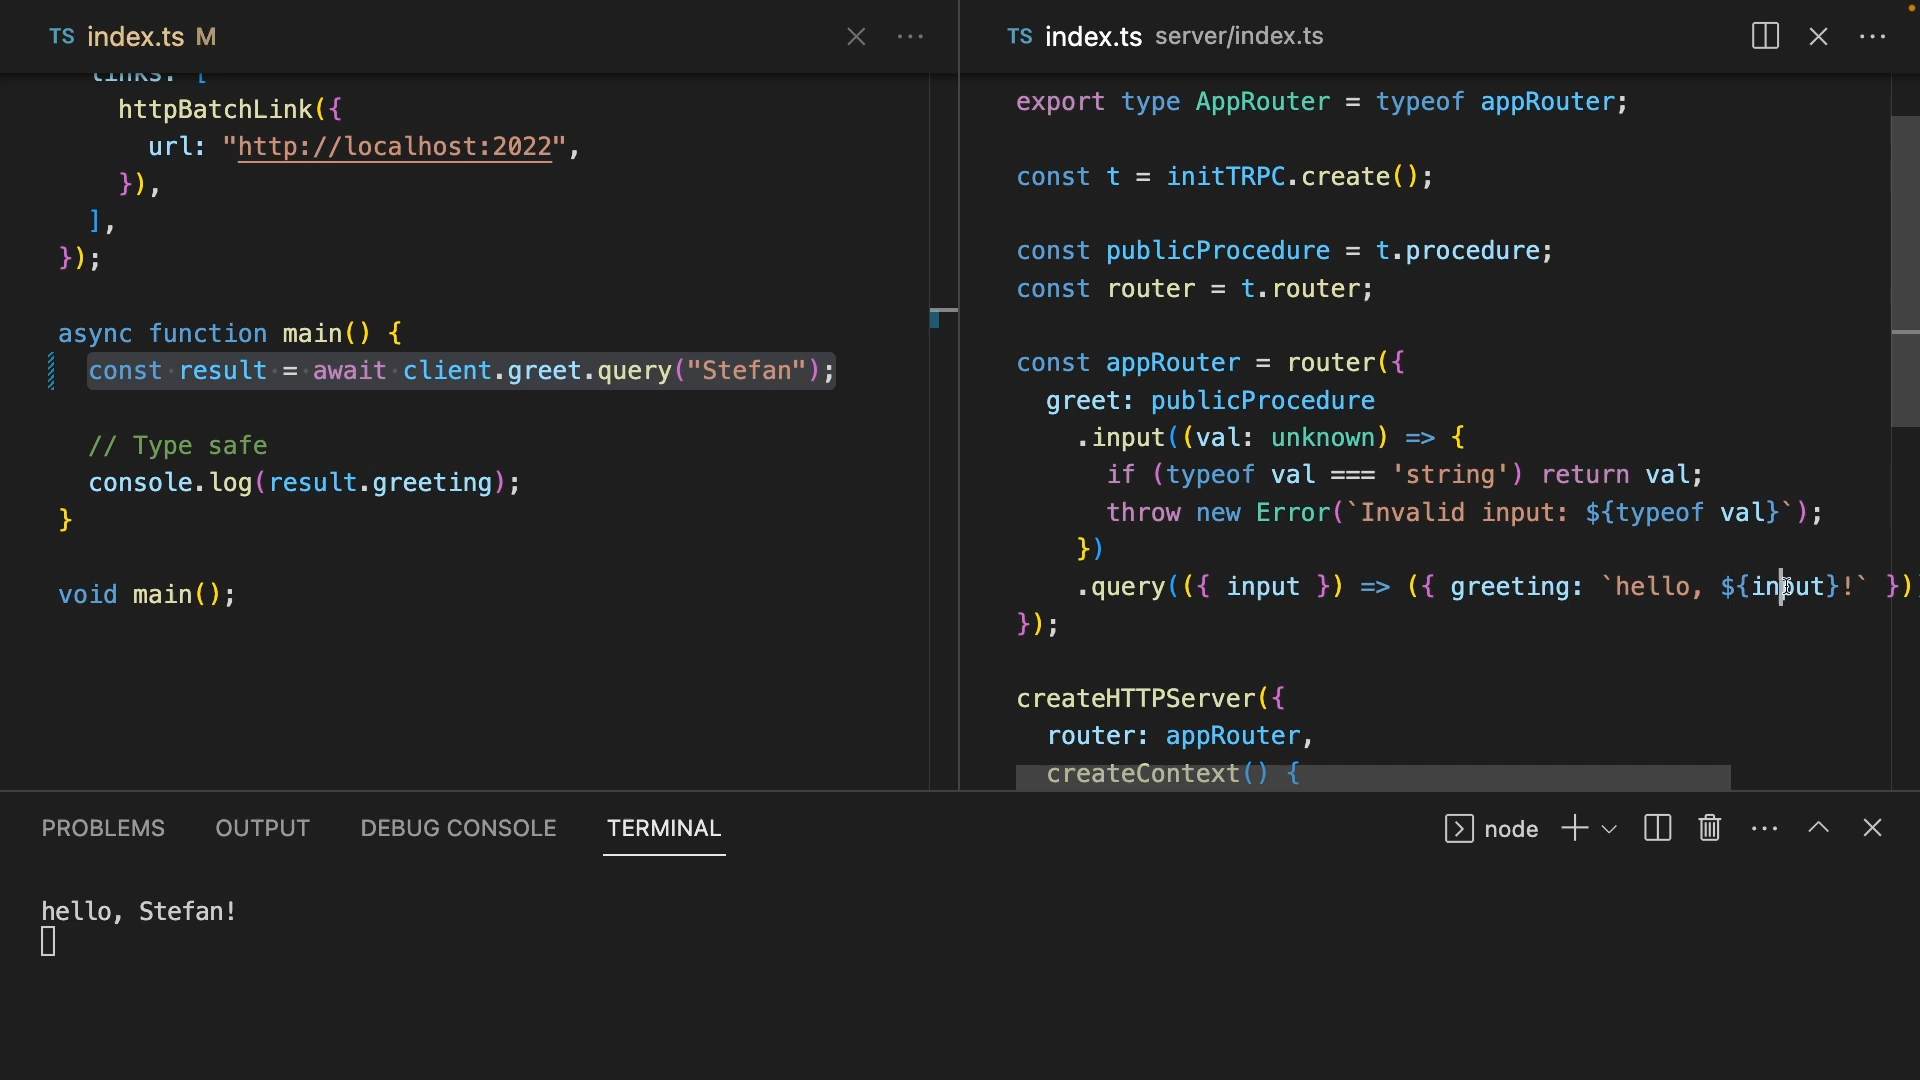 TS index.ts M
links: [
httpBatchLink({
url: "http://localhost:2022",
}),
],
});
async function main() {
const result = await client.greet.query("Stefan");
// Type safe
console.log(result.greeting);
}
void main();
TS index.ts server/index.ts
export type AppRouter = typeof appRouter;
const t = initTRPC.create();
const publicProcedure = t.procedure;
const router = t.router;
const appRouter = router({
greet: publicProcedure
.input((val: unknown) => {
if (typeof val === 'string') return val;
throw new Error(`Invalid input: ${typeof val}`);
})
.query(({ input }) => ({ greeting: `hello, ${input}!` })
});
createHTTPServer({
router: appRouter,
createContext() {
PROBLEMS OUTPUT DEBUG CONSOLE TERMINAL
node
hello, Stefan!